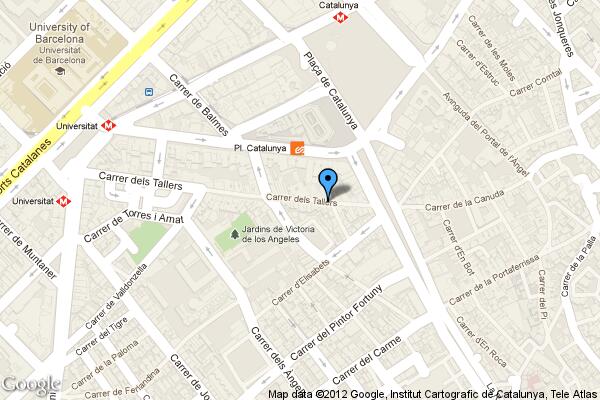 Catalunya
University of
Barcelona
Universitat
de Barcelona
Plaça de Catalunya
Carrer de les Moles
Carrer d'Estruc
Carrer Comtal
es Jonqueres
Carrer de Balmes
Universitat
Pl. Catalunya
Avinguda del Portal de l'Àngel
orts Catalanes
Carrer dels Tallers
Carrer dels Tallers
Carrer de la Canuda
Universitat
Carrer de Torres i Amat
Jardins de Victoria
de los Angeles
Carrer d'En Bot
Carrer de la Palla
Carrer de Muntaner
Carrer de Valldonzella
Carrer d'Elisabets
Carrer de la Portaferrissa
Carrer del Pi
Carrer del Pintor Fortuny
Carrer del Tigre
Carrer de la Paloma
Carrer dels Àngels
Carrer del Carme
Carrer d'En Roca
Carrer de Ferlandina
Carrer de Jo
La
Google
Map data ©2012 Google, Institut Cartografic de Catalunya, Tele Atlas